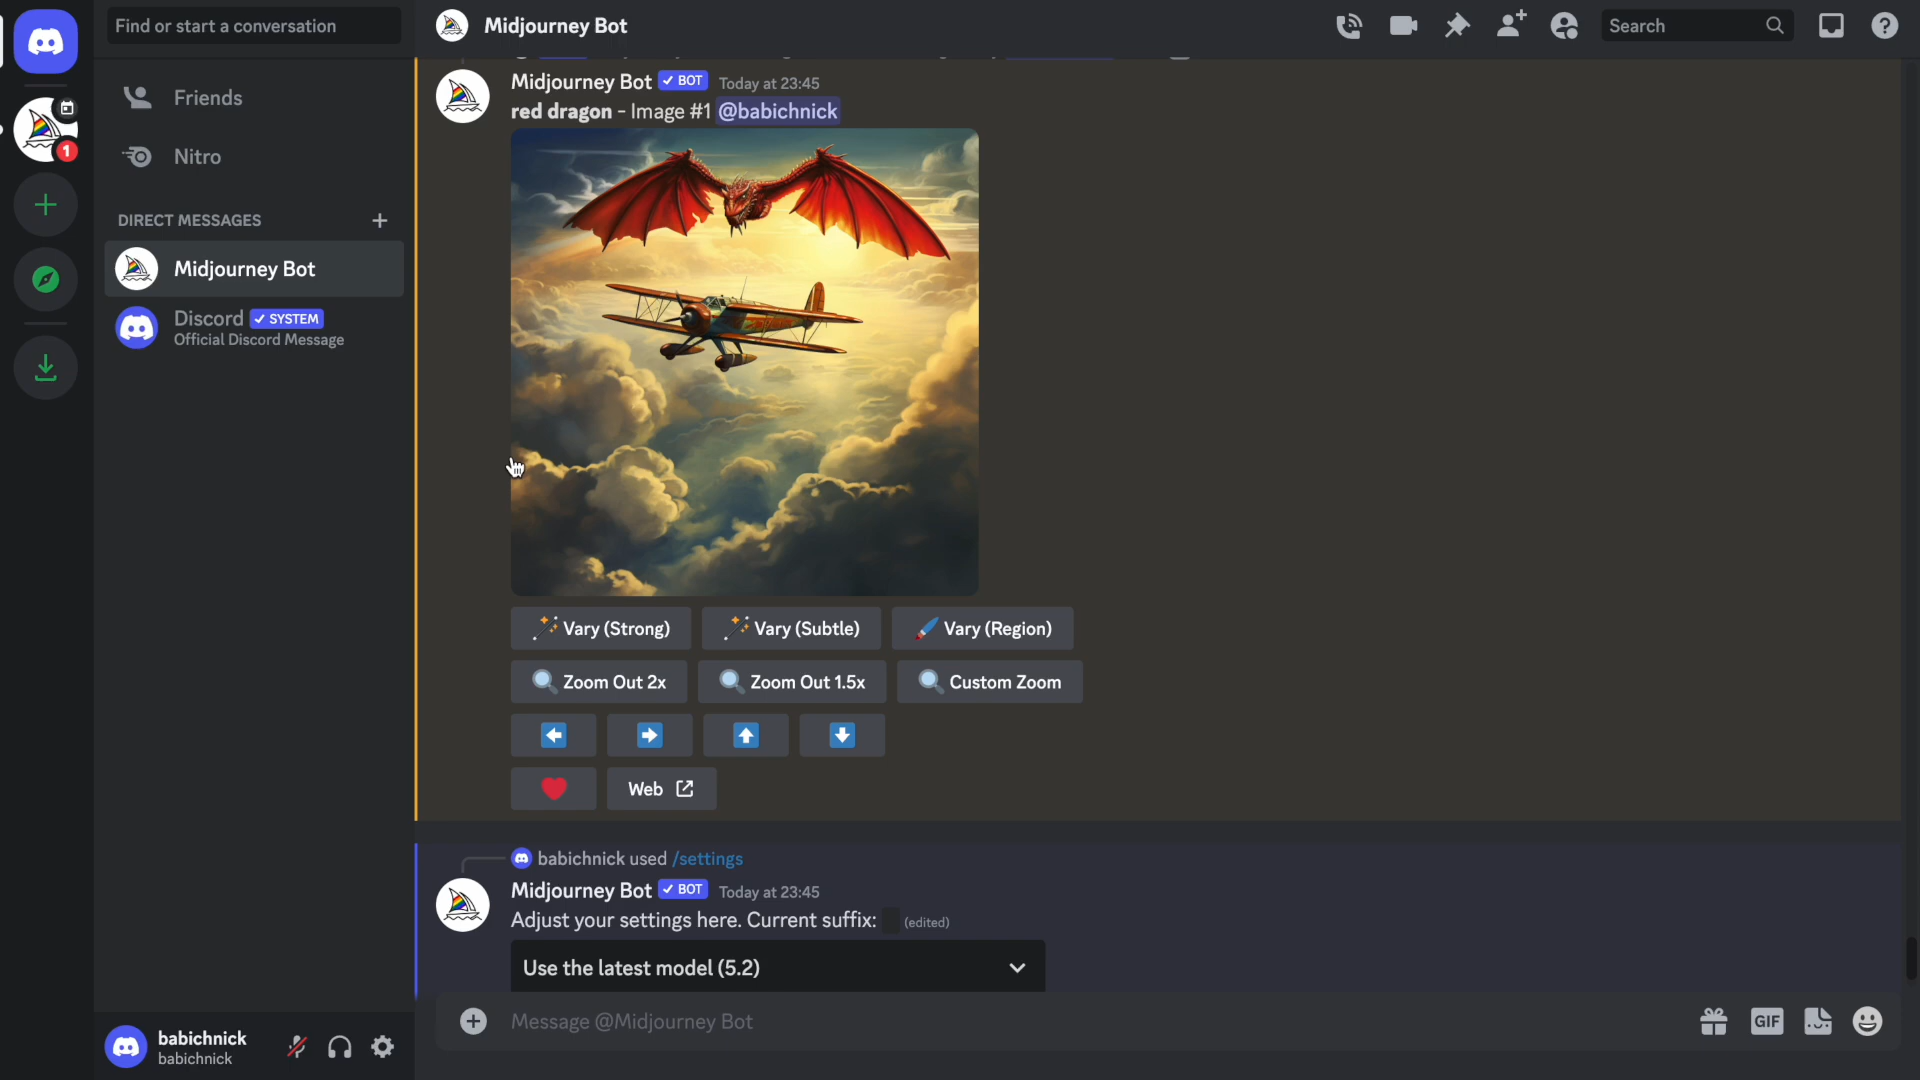 Find or start a conversation
Friends
Nitro
DIRECT MESSAGES
Midjourney Bot
Discord SYSTEM
Official Discord Message
1
babichnick
babichnick
Midjourney Bot
Search
Midjourney Bot BOT Today at 23:45
red dragon - Image #1 @babichnick
Vary (Strong) Vary (Subtle) Vary (Region)
Zoom Out 2x Zoom Out 1.5x Custom Zoom
Web
babichnick used /settings
Midjourney Bot BOT Today at 23:45
Adjust your settings here. Current suffix: (edited)
Use the latest model (5.2)
Message @Midjourney Bot
GIF